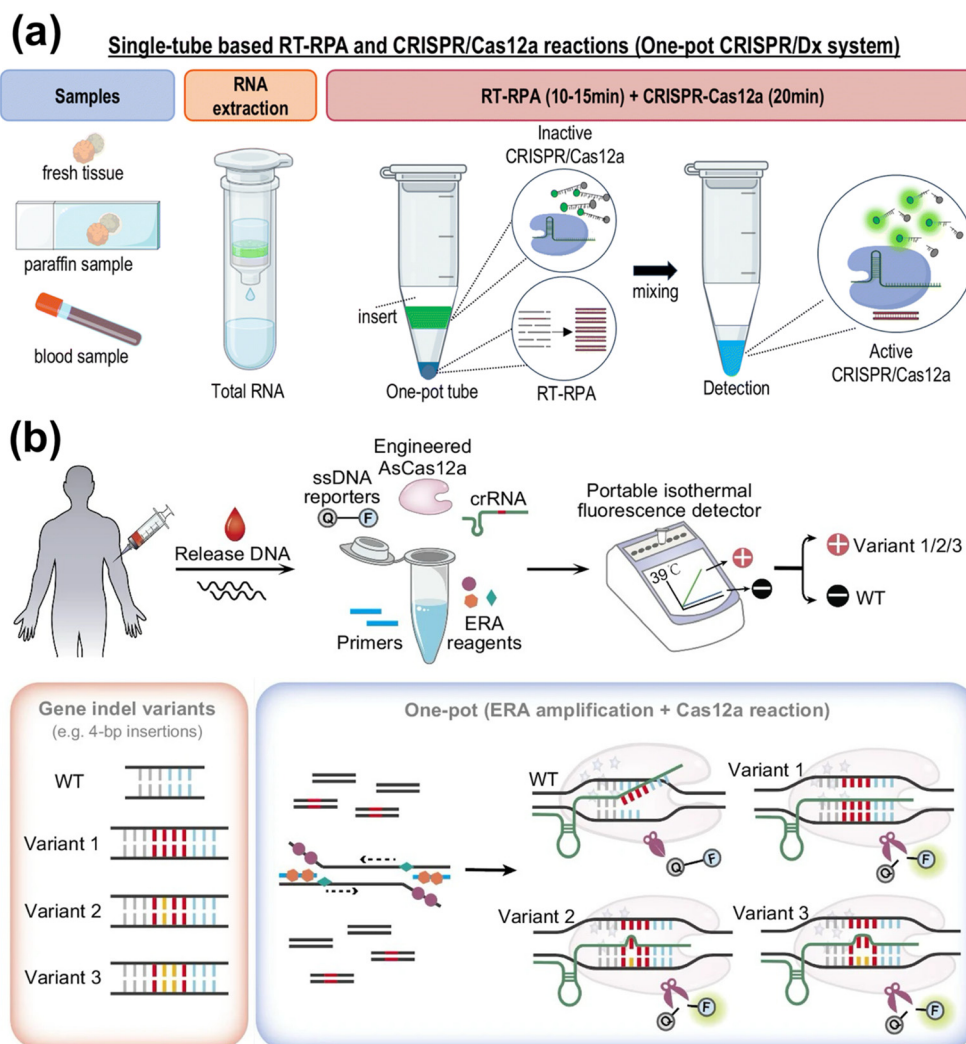 (a)
Single-tube based RT-RPA and CRISPR/Cas12a reactions (One-pot CRISPR/Dx system)
Samples
RNA
extraction
RT-RPA (10-15min) + CRISPR-Cas12a (20min)
fresh tissue
paraffin sample
blood sample
Total RNA
Inactive
CRISPR/Cas12a
insert
One-pot tube
RT-RPA
mixing
Detection
Active
CRISPR/Cas12a
(b)
Release DNA
ssDNA
reporters
Q F
Engineered
AsCas12a
crRNA
Primers
ERA
reagents
Portable isothermal
fluorescence detector
39℃
+
−
+ Variant 1/2/3
− WT
Gene indel variants
(e.g. 4-bp insertions)
WT
Variant 1
Variant 2
Variant 3
One-pot (ERA amplification + Cas12a reaction)
WT
Q F
Variant 1
Q F
Variant 2
Q F
Variant 3
Q F